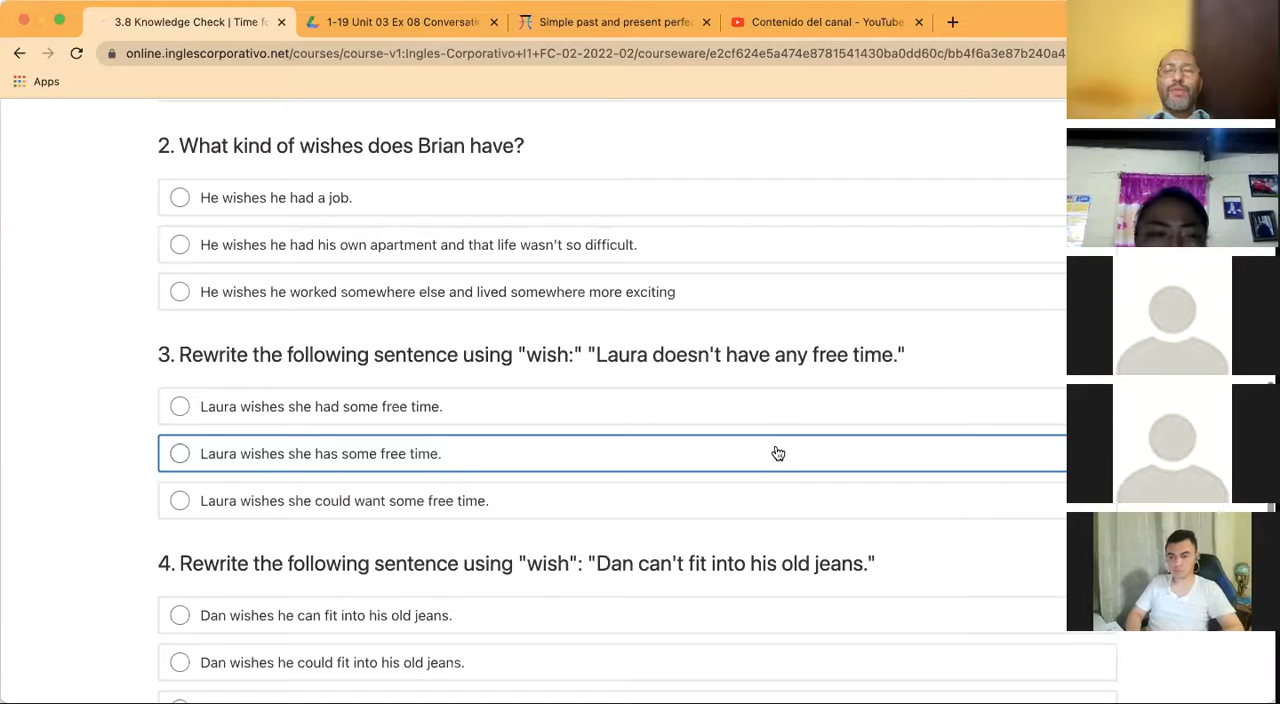 3.8 Knowledge Check | Time fo
1-19 Unit 03 Ex 08 Conversati
Simple past and present perfe
Contenido del canal - YouTube
online.inglescorporativo.net/courses/course-v1:Ingles-Corporativo+I1+FC-02-2022-02/courseware/e2cf624e5a474e8781541430ba0dd60c/bb4f6a3e87b240a4
Apps
2. What kind of wishes does Brian have?
He wishes he had a job.
He wishes he had his own apartment and that life wasn't so difficult.
He wishes he worked somewhere else and lived somewhere more exciting
3. Rewrite the following sentence using "wish:" "Laura doesn't have any free time."
Laura wishes she had some free time.
Laura wishes she has some free time.
Laura wishes she could want some free time.
4. Rewrite the following sentence using "wish": "Dan can't fit into his old jeans."
Dan wishes he can fit into his old jeans.
Dan wishes he could fit into his old jeans.